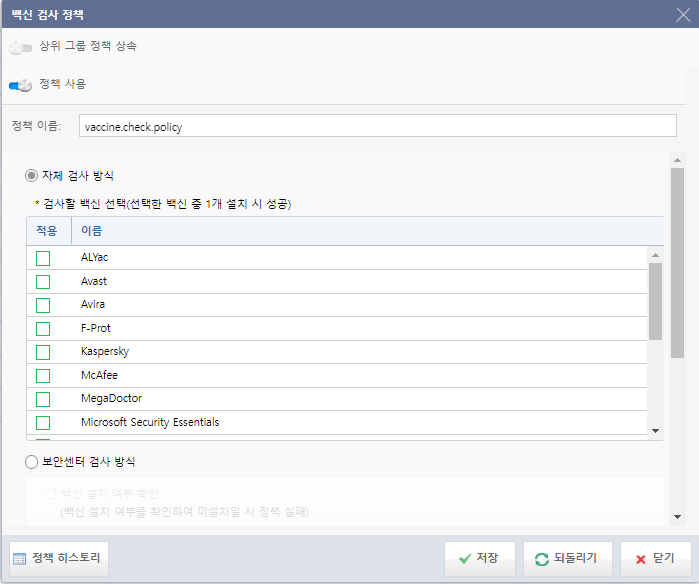 백신 검사 정책
상위 그룹 정책 상속
정책 사용
정책 이름: vaccine.check.policy
자체 검사 방식
* 검사할 백신 선택(선택한 백신 중 1개 설치 시 성공)
적용 이름
ALYac
Avast
Avira
F-Prot
Kaspersky
McAfee
MegaDoctor
Microsoft Security Essentials
보안센터 검사 방식
백신 설치 여부 확인
(백신 설치 여부를 확인하여 미설치일 시 정책 실패)
정책 히스토리 저장 되돌리기 닫기